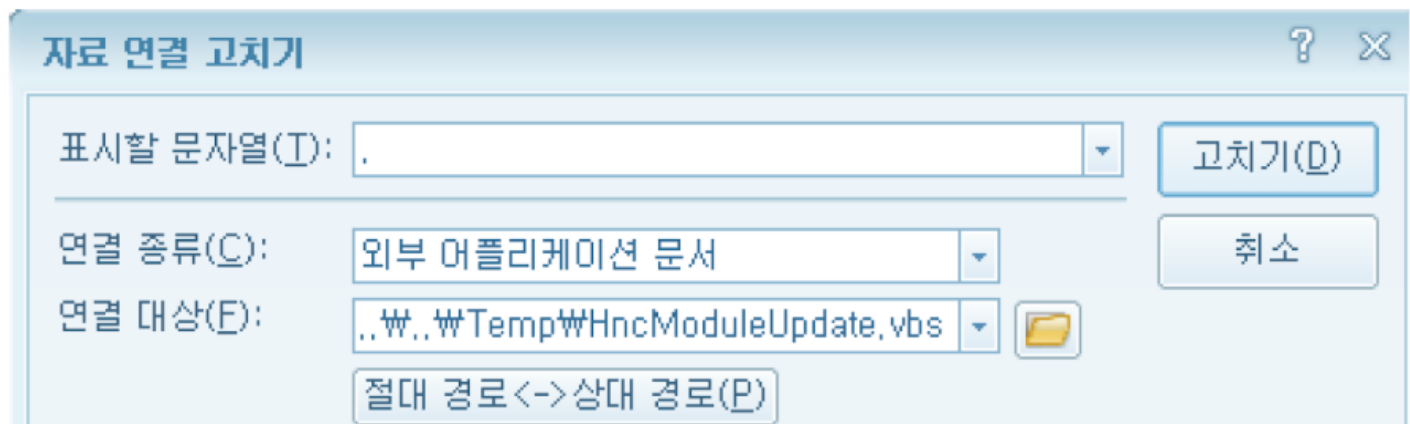 자료 연결 고치기
표시할 문자열(T): .
고치기(D)
연결 종류(C): 외부 어플리케이션 문서
취소
연결 대상(F): ..₩..₩Temp₩HncModuleUpdate.vbs
절대 경로<->상대 경로(P)